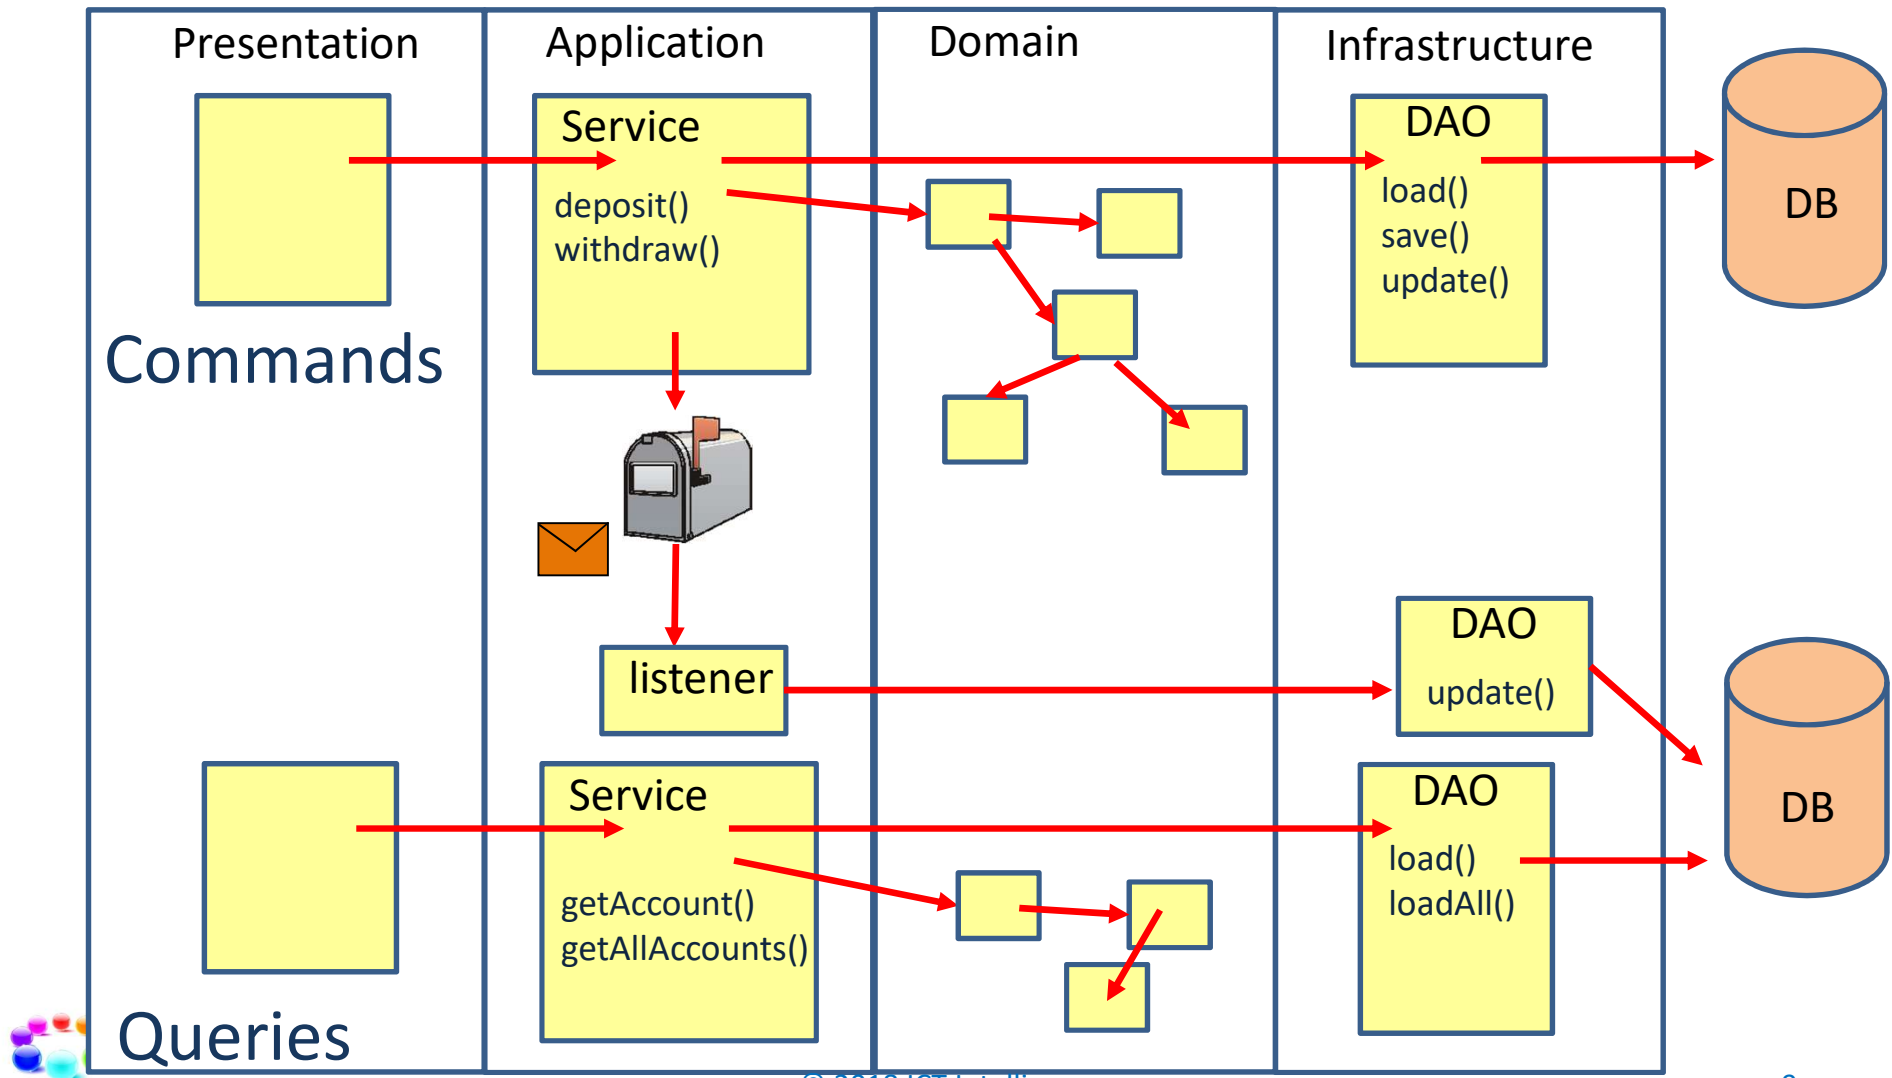 Presentation
Application
Domain
Infrastructure
Service
deposit()
withdraw()
DAO
load()
save()
update()
DB
Commands
listener
DAO
update()
DB
Service
getAccount()
getAllAccounts()
DAO
load()
loadAll()
Queries